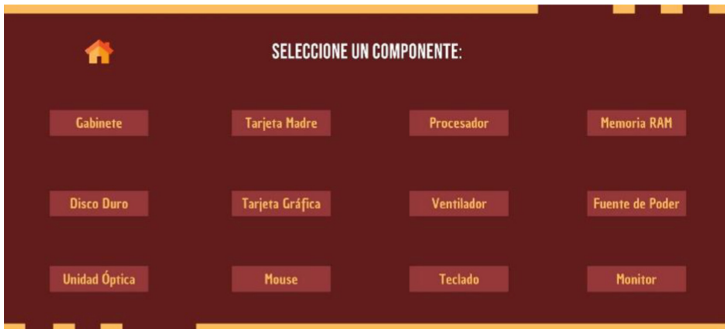 SELECCIONE UN COMPONENTE:
Gabinete
Tarjeta Madre
Procesador
Memoria RAM
Disco Duro
Tarjeta Gráfica
Ventilador
Fuente de Poder
Unidad Óptica
Mouse
Teclado
Monitor